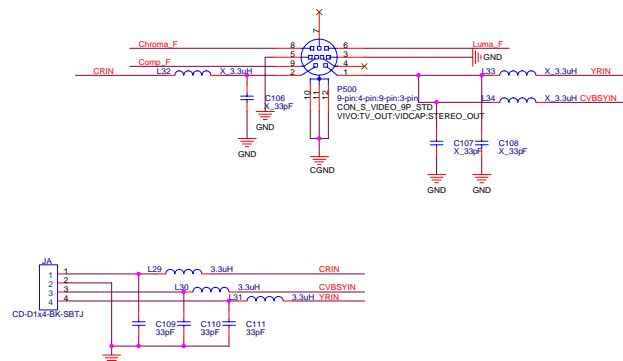 7
Chroma_F 8 6 Luma_F
5 3 GND
Comp_F 9 4
CRIN L32 X_3.3uH 2 1 L33 X_3.3uH YRIN
P500
9-pin:4-pin:9-pin:3-pin
CON_S_VIDEO_9P_STD
VIVO:TV_OUT:VIDCAP:STEREO_OUT
10 11 12
L34 X_3.3uH CVBSYIN
C106
X_33pF
GND
GND
CGND
C107
X_33pF
C108
X_33pF
GND
GND
JA
1 1 L29 3.3uH CRIN
2 2
3 3 L30 3.3uH CVBSYIN
4 4 L31 3.3uH YRIN
CD-D1x4-BK-SBTJ
C109
33pF
C110
33pF
C111
33pF